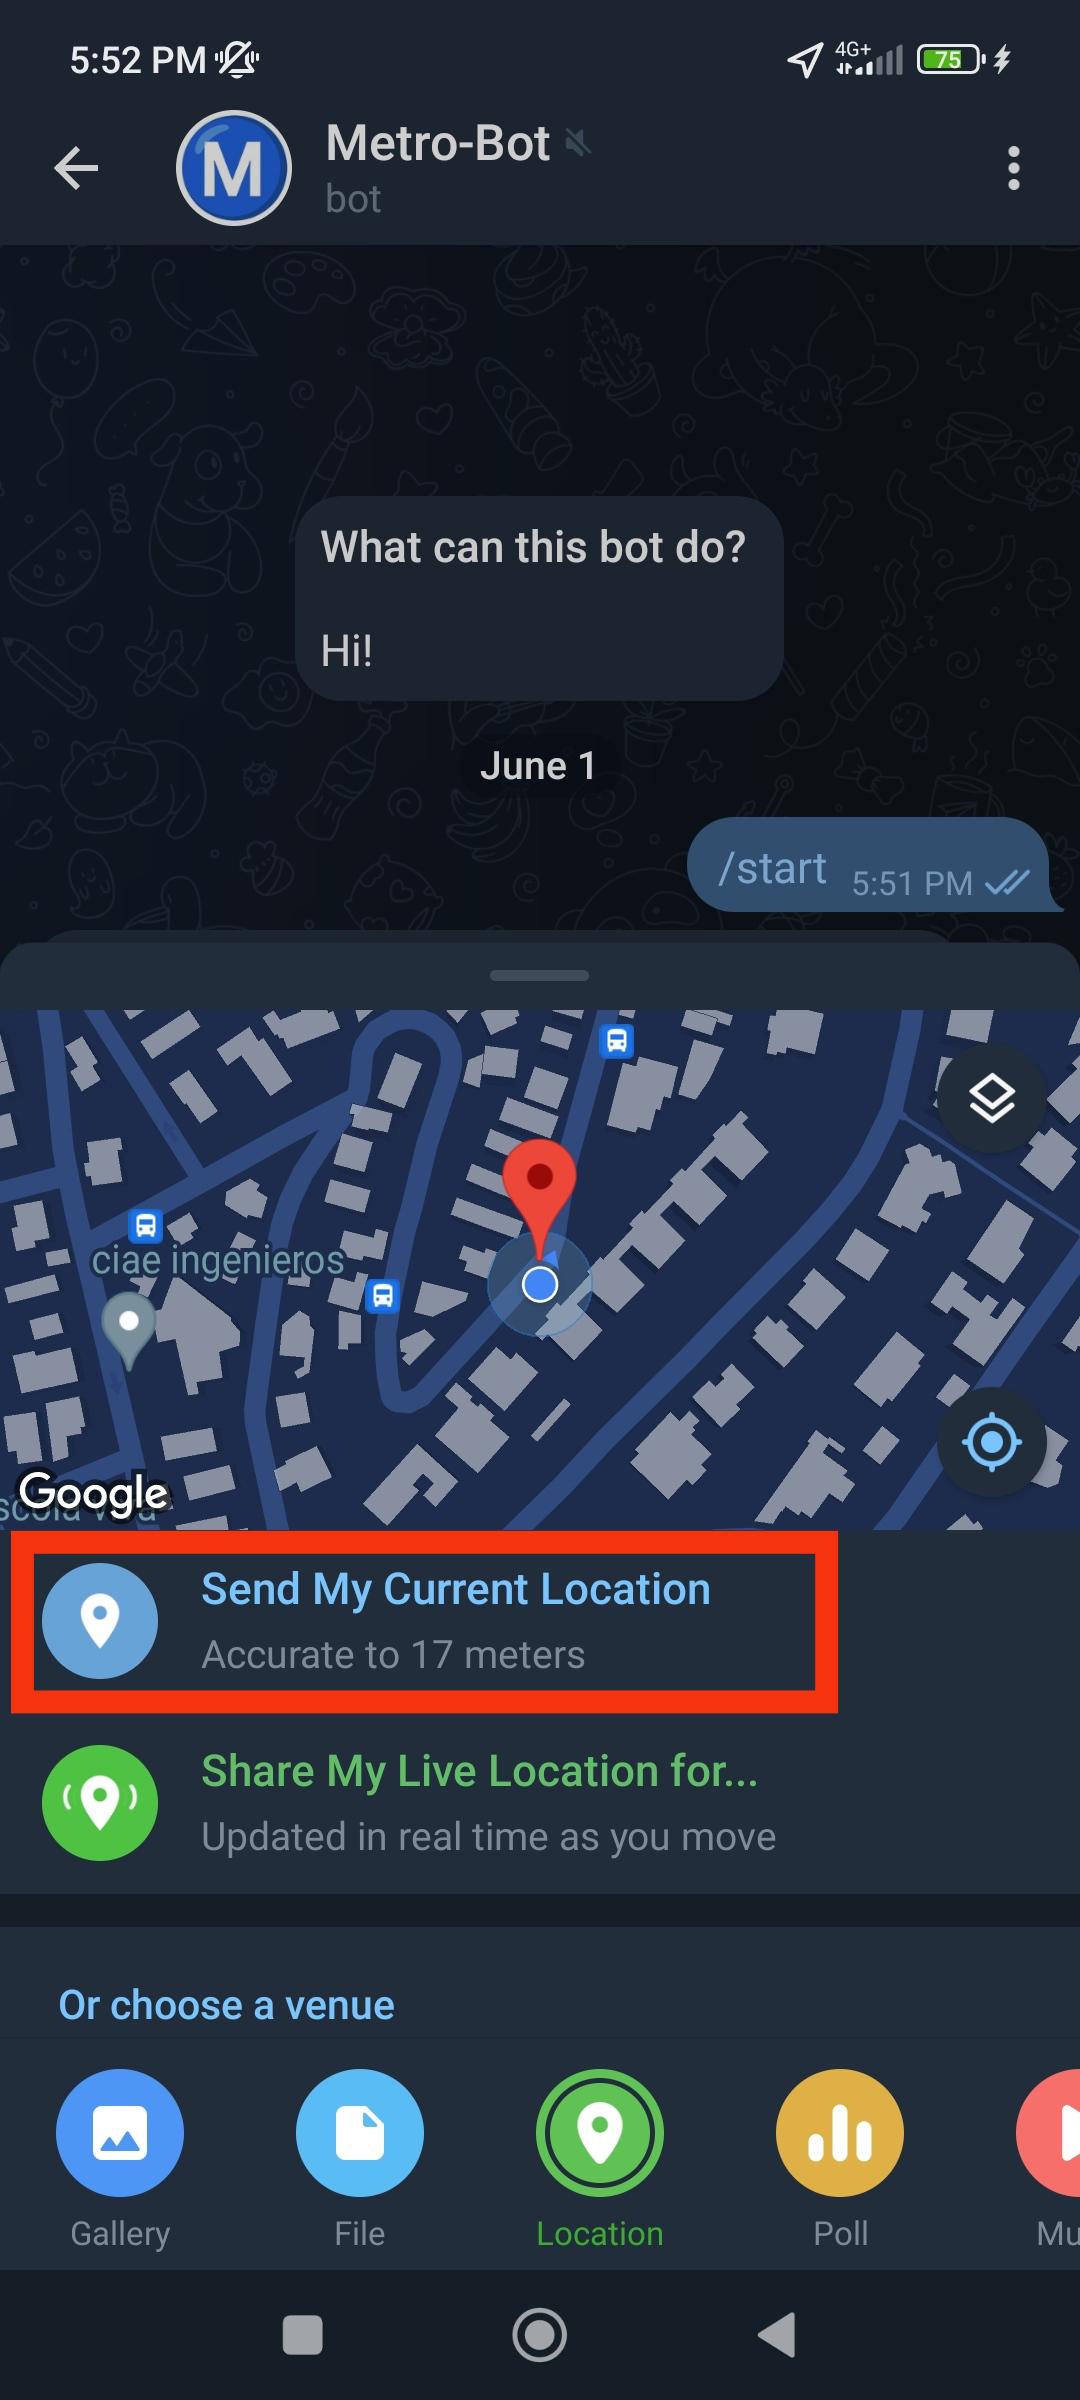 5:52 PM
4G+
75
M
Metro-Bot
bot
What can this bot do?
Hi!
June 1
/start 5:51 PM
ciae ingenieros
Google
Send My Current Location
Accurate to 17 meters
Share My Live Location for...
Updated in real time as you move
Or choose a venue
Gallery
File
Location
Poll
Mu